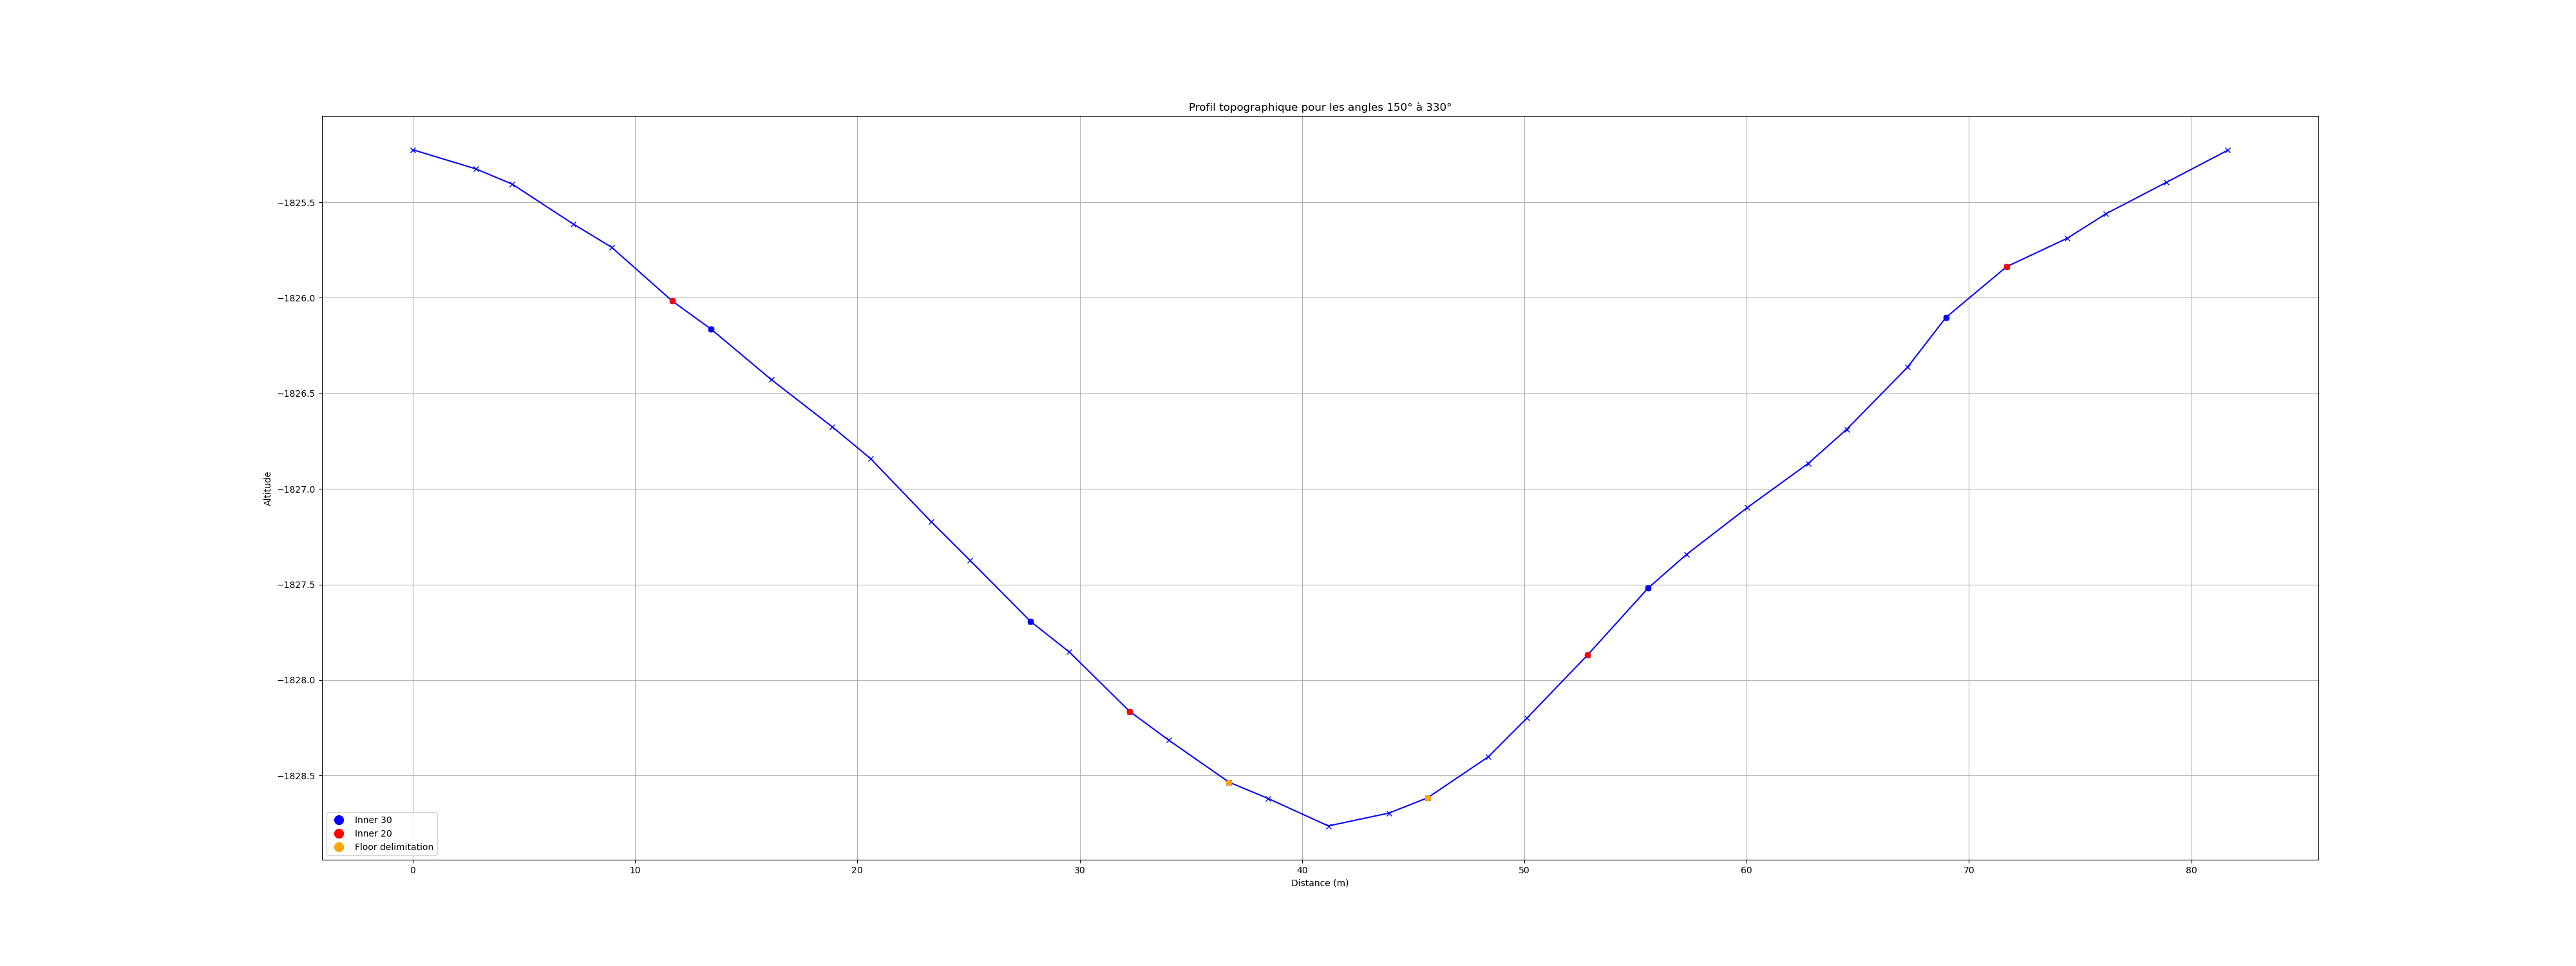 Profil topographique pour les angles 150° à 330°
Altitude
−1825.5
−1826.0
−1826.5
−1827.0
−1827.5
−1828.0
−1828.5
Inner 30
Inner 20
Floor delimitation
0 10 20 30 40 50 60 70 80
Distance (m)